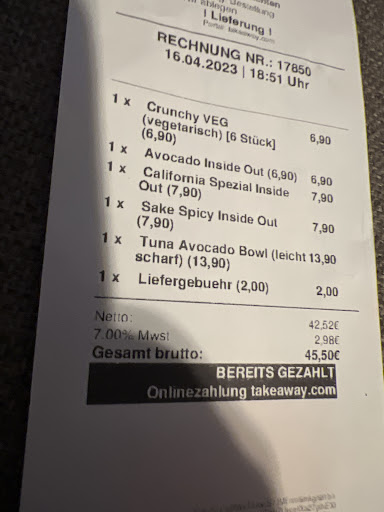 ! Lieferung !
Portal: takeaway.com
RECHNUNG NR.: 17850
16.04.2023 | 18:51 Uhr
1 x Crunchy VEG
(vegetarisch) [6 Stück]
(6,90) 6,90
1 x Avocado Inside Out (6,90) 6,90
1 x California Spezial Inside
Out (7,90) 7,90
1 x Sake Spicy Inside Out
(7,90) 7,90
1 x Tuna Avocado Bowl (leicht 13,90
scharf) (13,90)
1 x Liefergebuehr (2,00) 2,00
Netto: 42,52€
7.00% Mwst 2,98€
Gesamt brutto: 45,50€
BEREITS GEZAHLT
Onlinezahlung takeaway.com